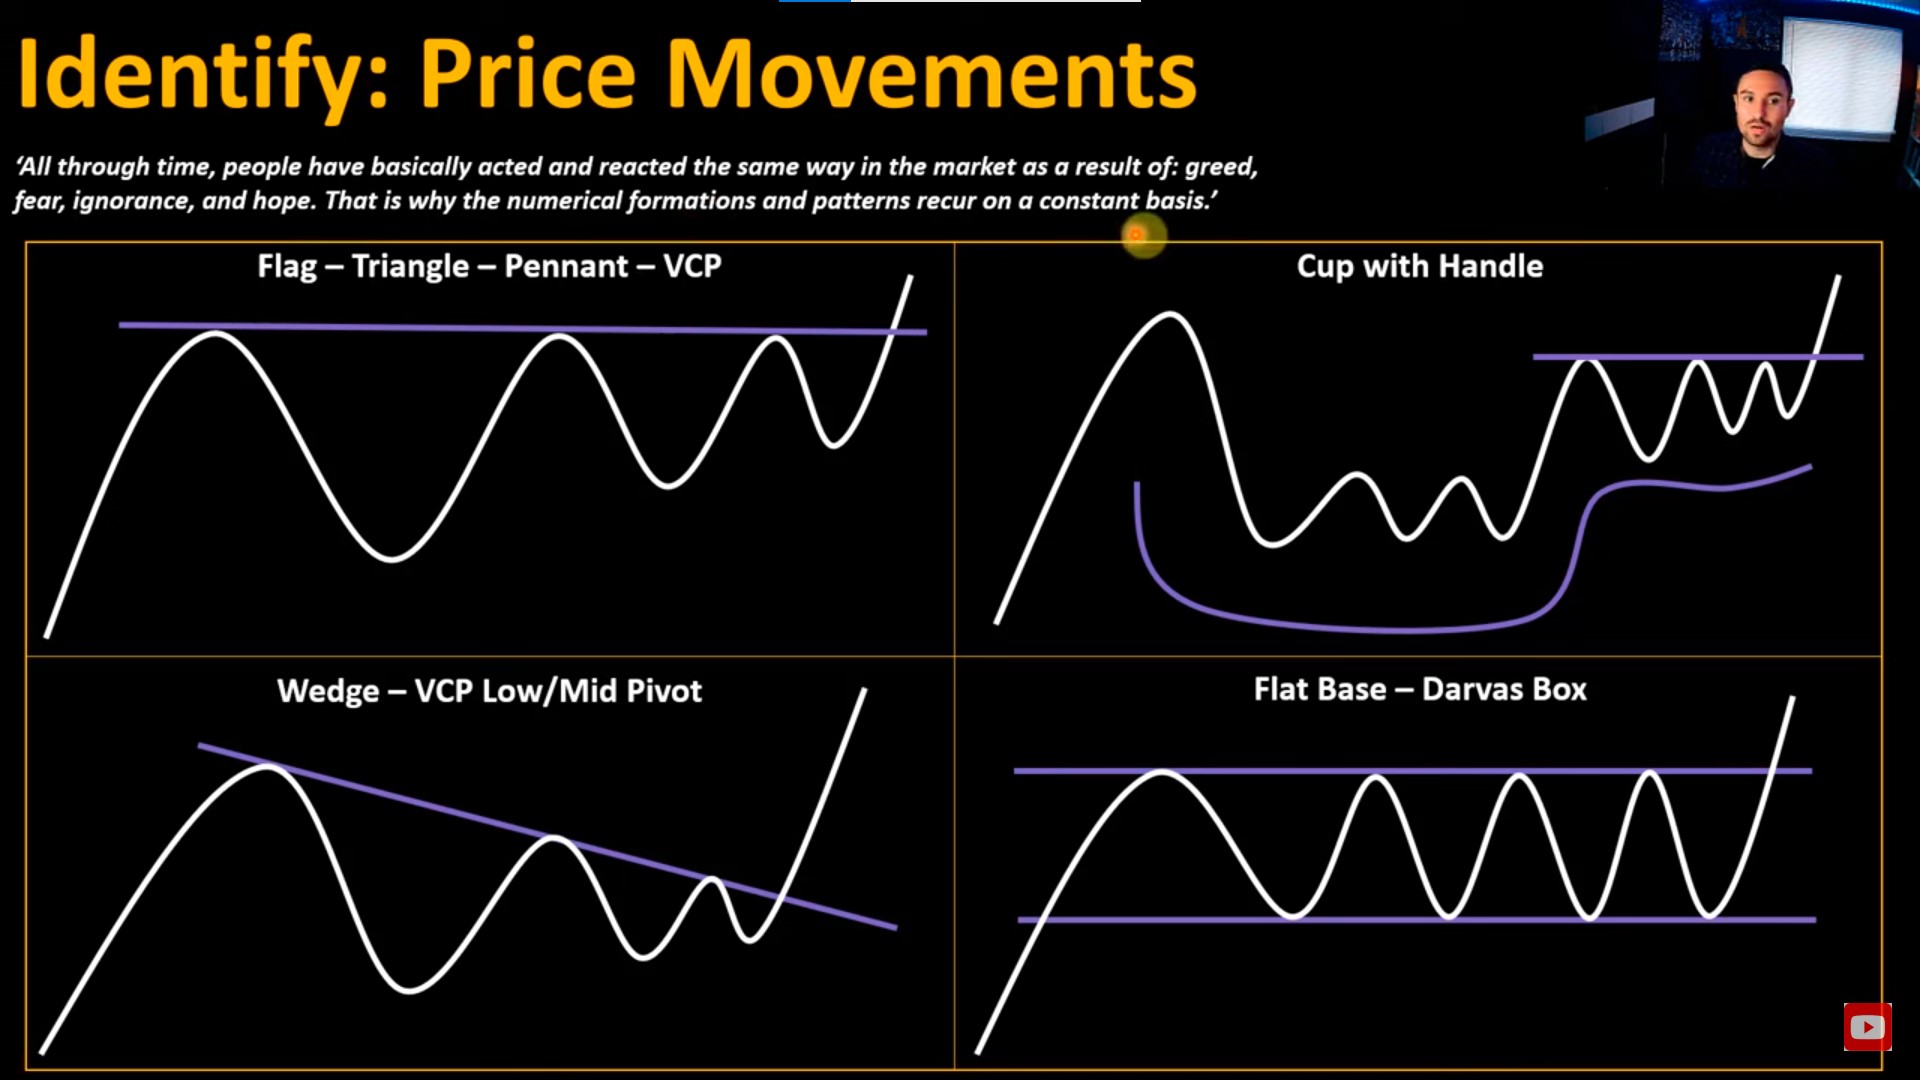 Identify: Price Movements
‘All through time, people have basically acted and reacted the same way in the market as a result of: greed,
fear, ignorance, and hope. That is why the numerical formations and patterns recur on a constant basis.’
Flag – Triangle – Pennant – VCP
Cup with Handle
Wedge – VCP Low/Mid Pivot
Flat Base – Darvas Box